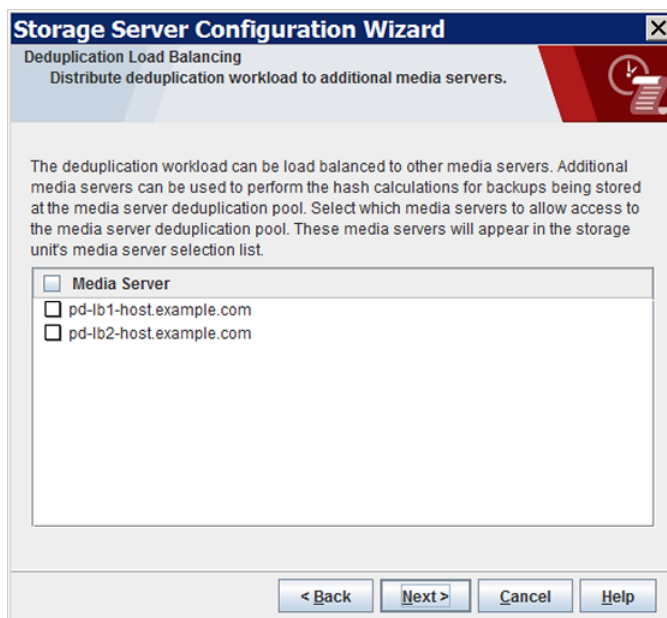 Storage Server Configuration Wizard
Deduplication Load Balancing
Distribute deduplication workload to additional media servers.
The deduplication workload can be load balanced to other media servers. Additional
media servers can be used to perform the hash calculations for backups being stored
at the media server deduplication pool. Select which media servers to allow access to
the media server deduplication pool. These media servers will appear in the storage
unit's media server selection list.
Media Server
pd-lb1-host.example.com
pd-lb2-host.example.com
< Back Next > Cancel Help